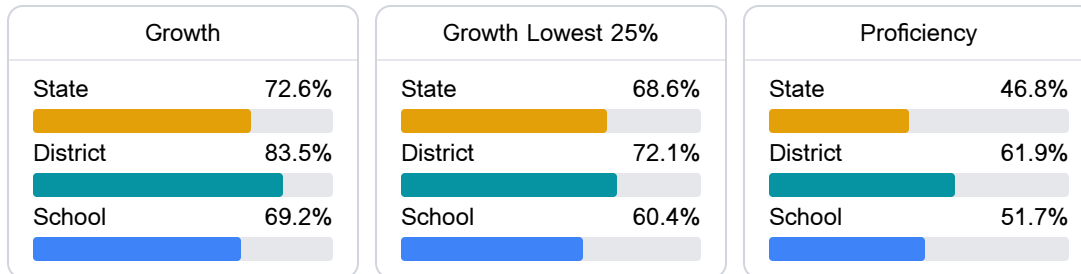 Growth
State 72.6%
District 83.5%
School 69.2%
Growth Lowest 25%
State 68.6%
District 72.1%
School 60.4%
Proficiency
State 46.8%
District 61.9%
School 51.7%